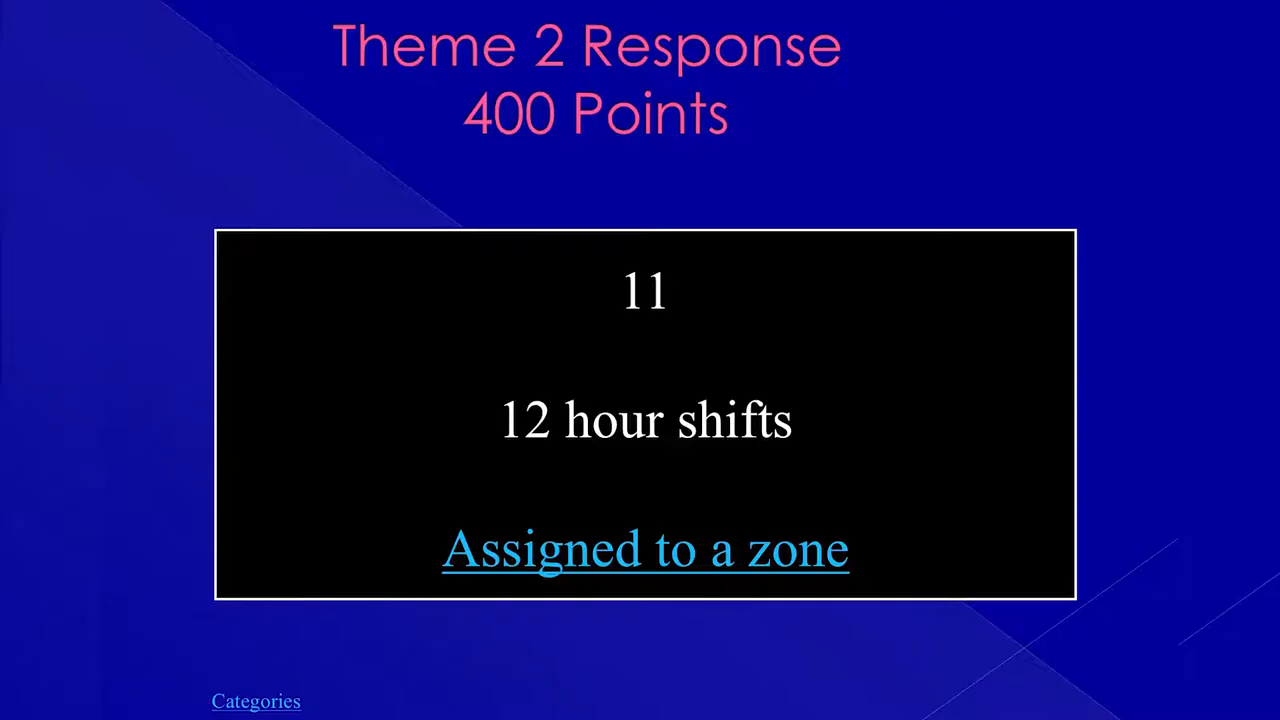 Theme 2 Response
400 Points
11
12 hour shifts
Assigned to a zone
Categories